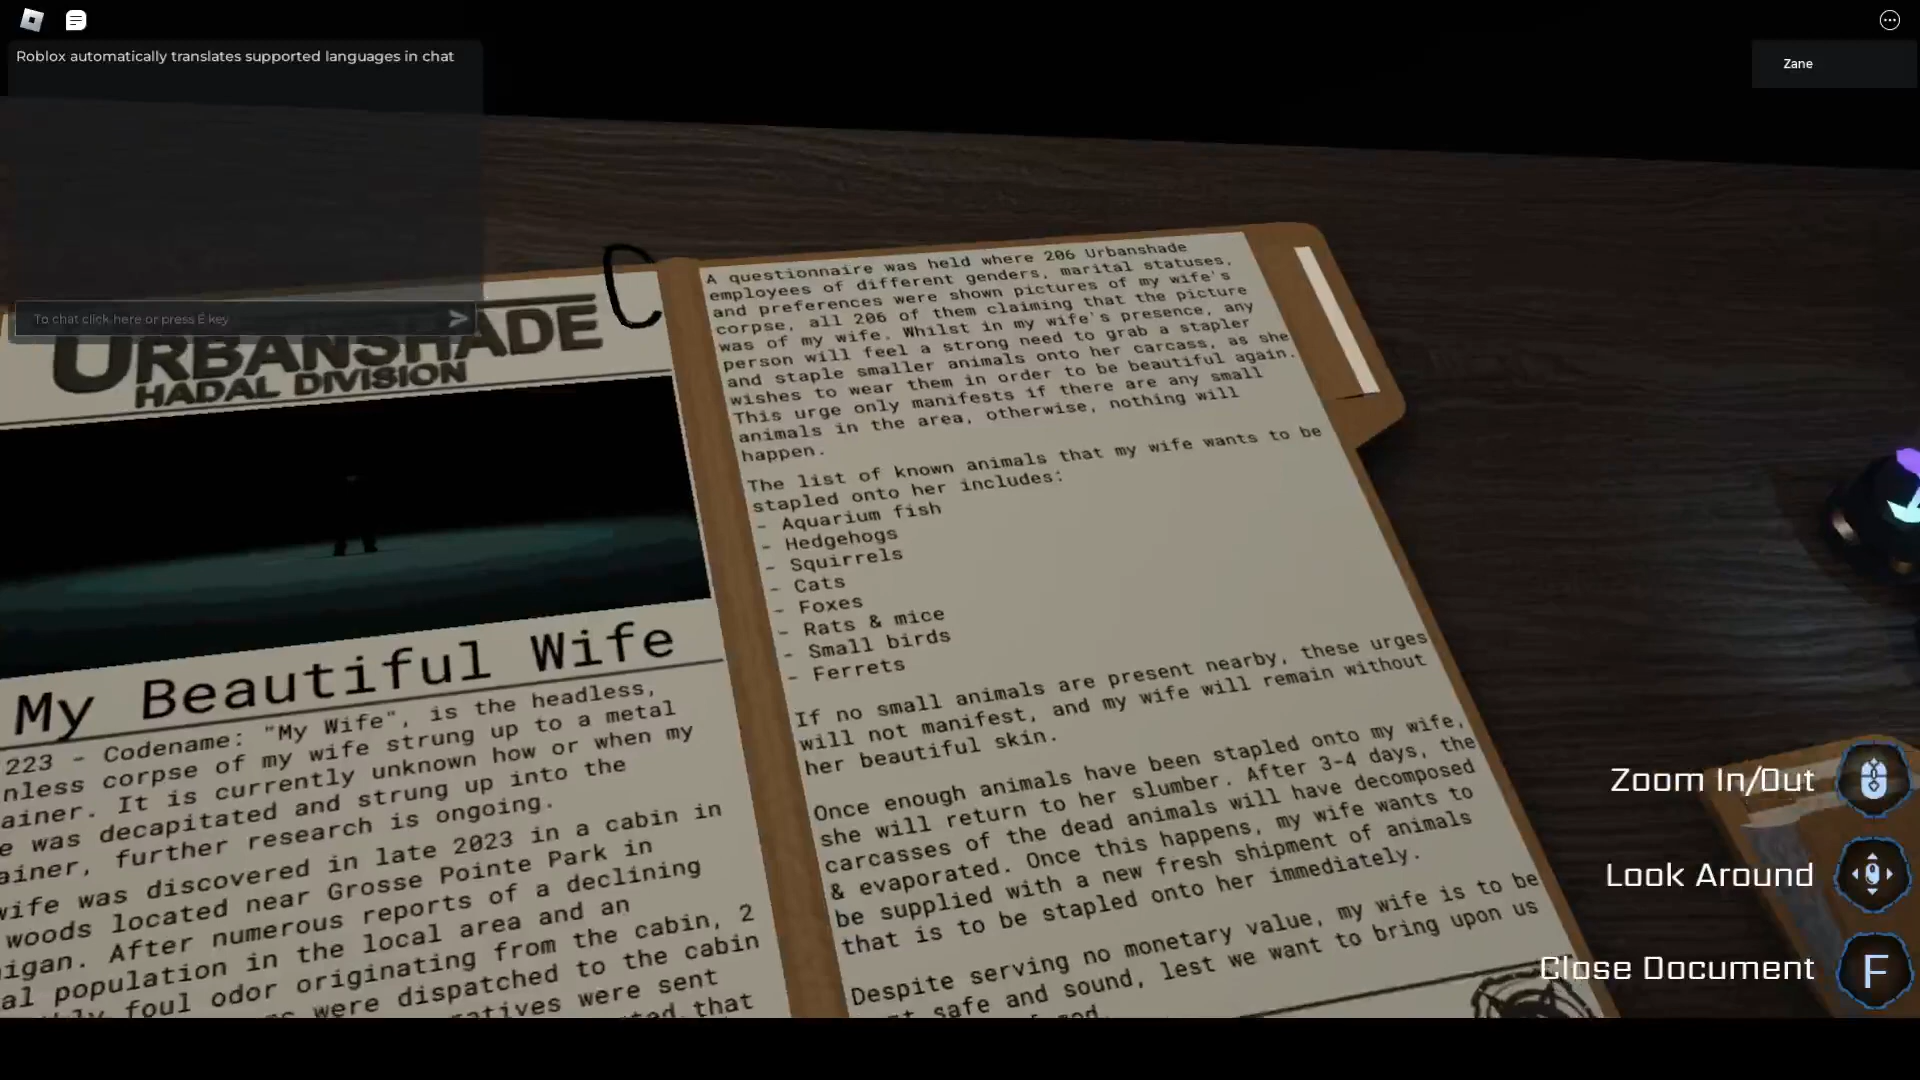 Roblox automatically translates supported languages in chat
Zane
To chat click here or press E key
URBANSHADE
HADAL DIVISION
My Beautiful Wife
223 - Codename: "My Wife", is the headless,
corpse of my wife strung up to a metal
It is currently unknown how or when my
was decapitated and strung up into the
further research is ongoing.
wife was discovered in late 2023 in a cabin in
woods located near Grosse Pointe Park in
After numerous reports of a declining
population in the local area and an
foul odor originating from the cabin, 2
were dispatched to the cabin
were sent
that
A questionnaire was held where 206 Urbanshade
employees of different genders, marital statuses,
and preferences were shown pictures of my wife's
corpse, all 206 of them claiming that the picture
was of my wife. Whilst in my wife's presence, any
person will feel a strong need to grab a stapler
and staple smaller animals onto her carcass, as she
wishes to wear them in order to be beautiful again.
This urge only manifests if there are any small
animals in the area, otherwise, nothing will
happen.
The list of known animals that my wife wants to be
stapled onto her includes:
- Aquarium fish
- Hedgehogs
- Squirrels
- Cats
- Foxes
- Rats & mice
- Small birds
- Ferrets
If no small animals are present nearby, these urges
will not manifest, and my wife will remain without
her beautiful skin.
Once enough animals have been stapled onto my wife,
she will return to her slumber. After 3-4 days, the
carcasses of the dead animals will have decomposed
& evaporated. Once this happens, my wife wants to
be supplied with a new fresh shipment of animals
that is to be stapled onto her immediately.
Despite serving no monetary value, my wife is to be
safe and sound, lest we want to bring upon us
Zoom In/Out
Look Around
Close Document
F